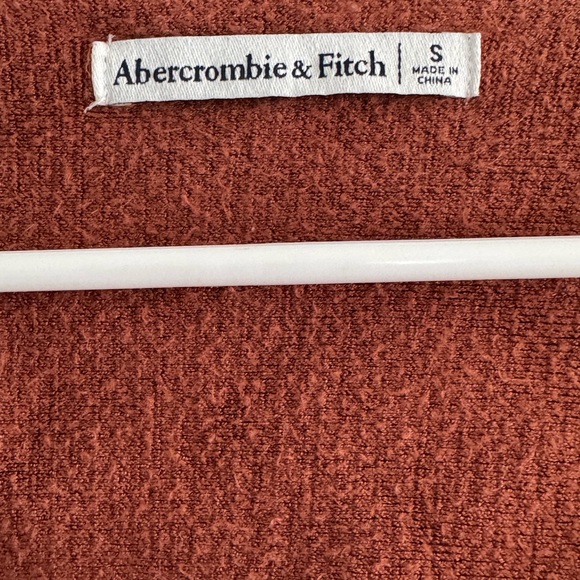 Abercrombie & Fitch | S
MADE IN
CHINA